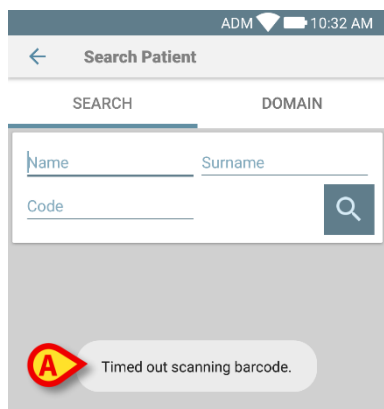 ADM 10:32 AM
Search Patient
SEARCH DOMAIN
Name Surname
Code
A Timed out scanning barcode.